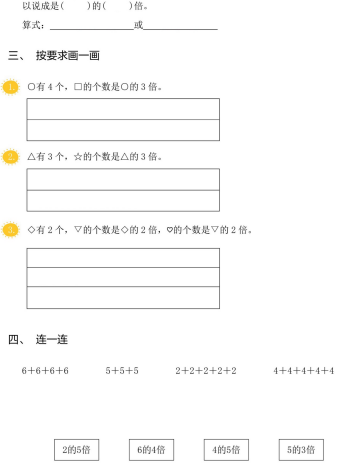 以说成是(    )的(    )倍。
算式：________________或______________
三、 按要求画一画
1 ○有 4 个，□的个数是○的 3 倍。
2 △有 3 个，☆的个数是△的 3 倍。
3 ◇有 2 个，▽的个数是◇的 2 倍，♡的个数是▽的 2 倍。
四、 连一连
6+6+6+6 5+5+5 2+2+2+2+2 4+4+4+4+4
2的5倍 6的4倍 4的5倍 5的3倍